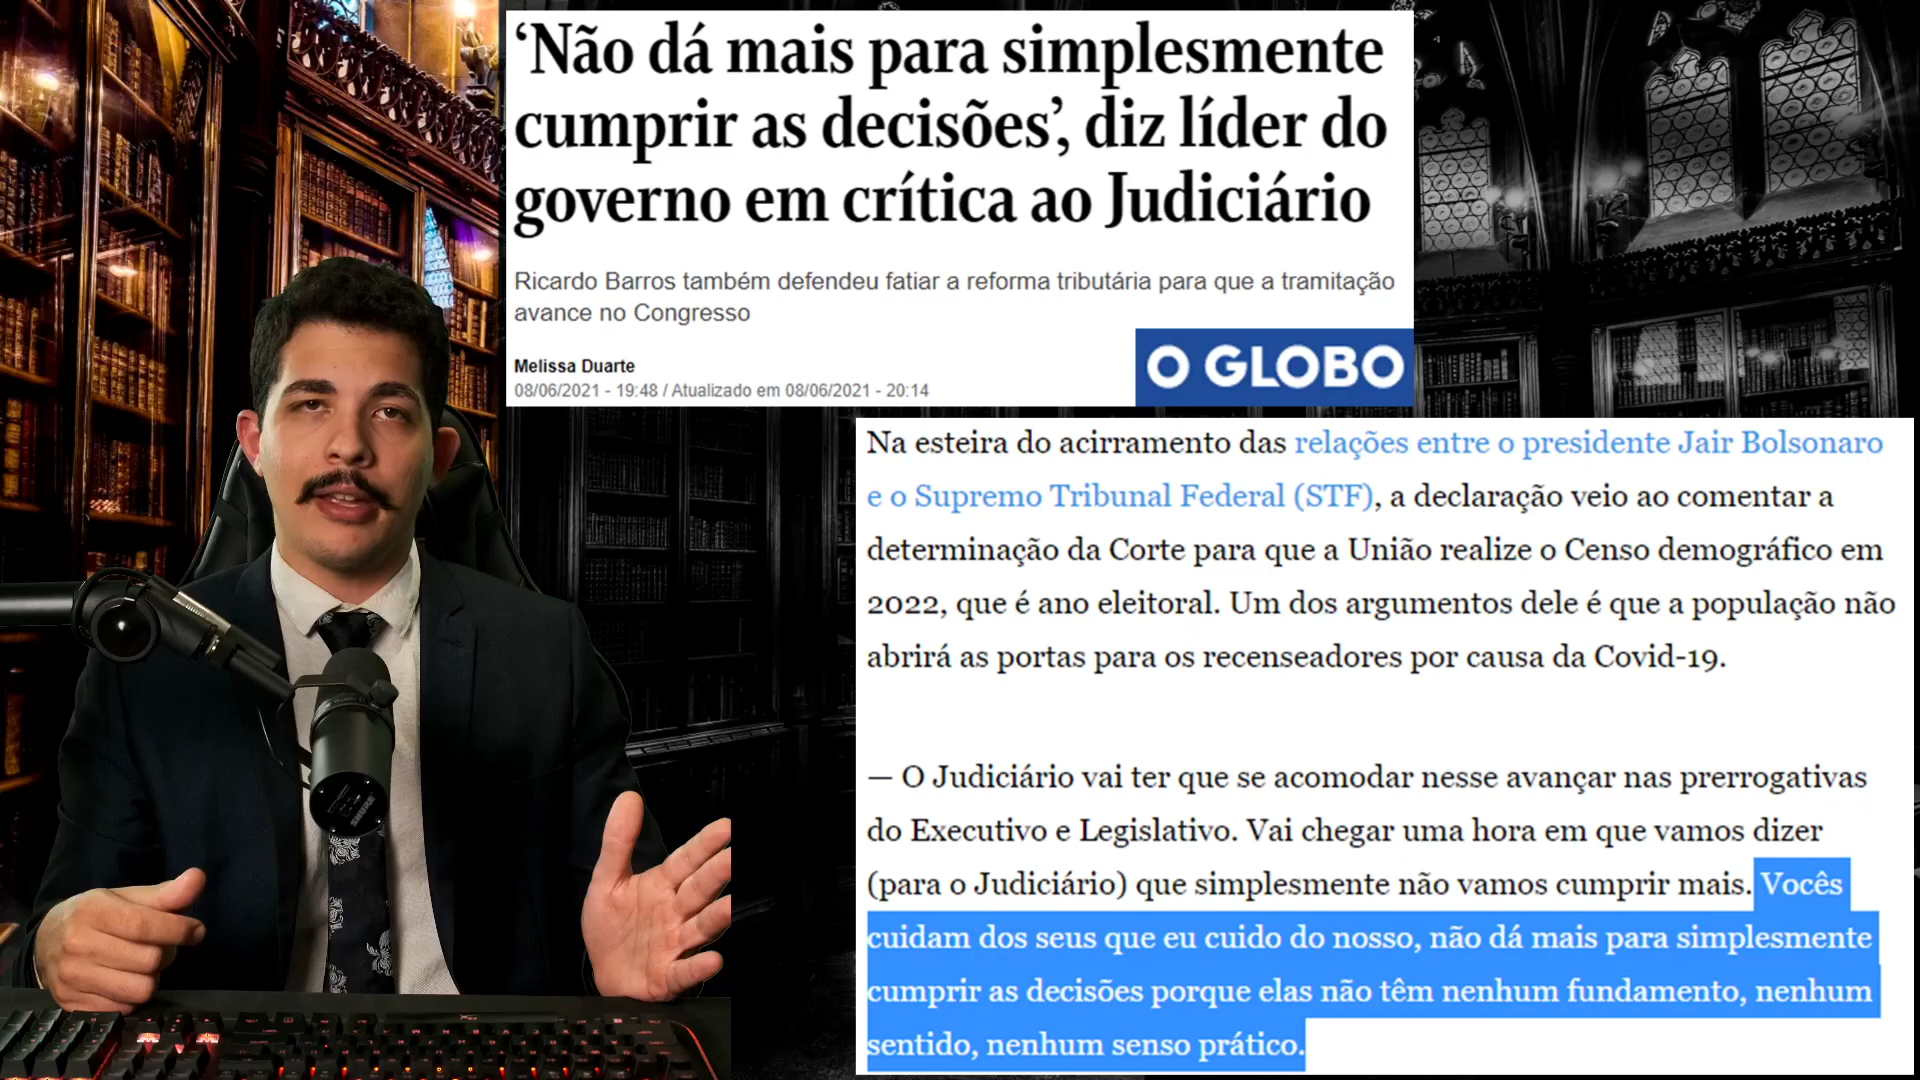 ‘Não dá mais para simplesmente
cumprir as decisões’, diz líder do
governo em crítica ao Judiciário
Ricardo Barros também defendeu fatiar a reforma tributária para que a tramitação
avance no Congresso
Melissa Duarte
08/06/2021 - 19:48 / Atualizado em 08/06/2021 - 20:14
O GLOBO
Na esteira do acirramento das relações entre o presidente Jair Bolsonaro
e o Supremo Tribunal Federal (STF), a declaração veio ao comentar a
determinação da Corte para que a União realize o Censo demográfico em
2022, que é ano eleitoral. Um dos argumentos dele é que a população não
abrirá as portas para os recenseadores por causa da Covid-19.
— O Judiciário vai ter que se acomodar nesse avançar nas prerrogativas
do Executivo e Legislativo. Vai chegar uma hora em que vamos dizer
(para o Judiciário) que simplesmente não vamos cumprir mais. Vocês
cuidam dos seus que eu cuido do nosso, não dá mais para simplesmente
cumprir as decisões porque elas não têm nenhum fundamento, nenhum
sentido, nenhum senso prático.
SHURE